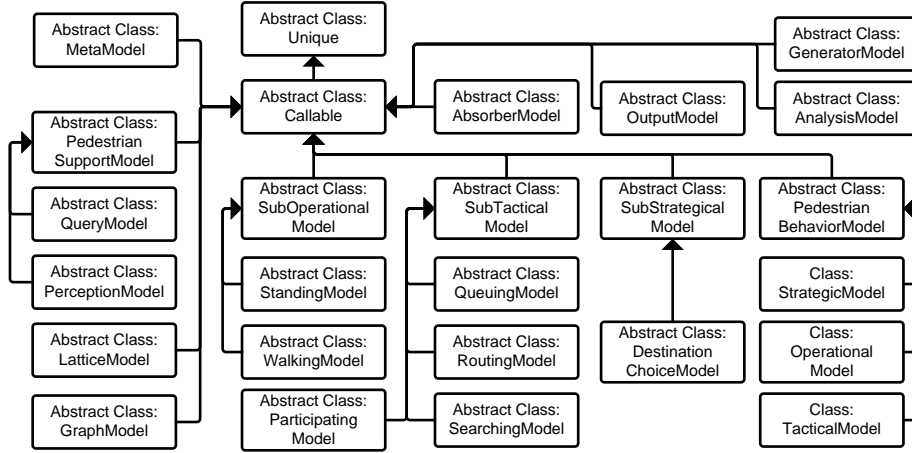 Abstract Class:
MetaModel
Abstract Class:
Unique
Abstract Class:
GeneratorModel
Abstract Class:
Callable
Abstract Class:
AbsorberModel
Abstract Class:
OutputModel
Abstract Class:
AnalysisModel
Abstract Class:
Pedestrian
SupportModel
Abstract Class:
SubOperational
Model
Abstract Class:
SubTactical
Model
Abstract Class:
SubStrategical
Model
Abstract Class:
Pedestrian
BehaviorModel
Abstract Class:
QueryModel
Abstract Class:
PerceptionModel
Abstract Class:
StandingModel
Abstract Class:
QueuingModel
Class:
StrategicModel
Abstract Class:
LatticeModel
Abstract Class:
WalkingModel
Abstract Class:
RoutingModel
Abstract Class:
Destination
ChoiceModel
Class:
Operational
Model
Abstract Class:
GraphModel
Abstract Class:
Participating
Model
Abstract Class:
SearchingModel
Class:
TacticalModel